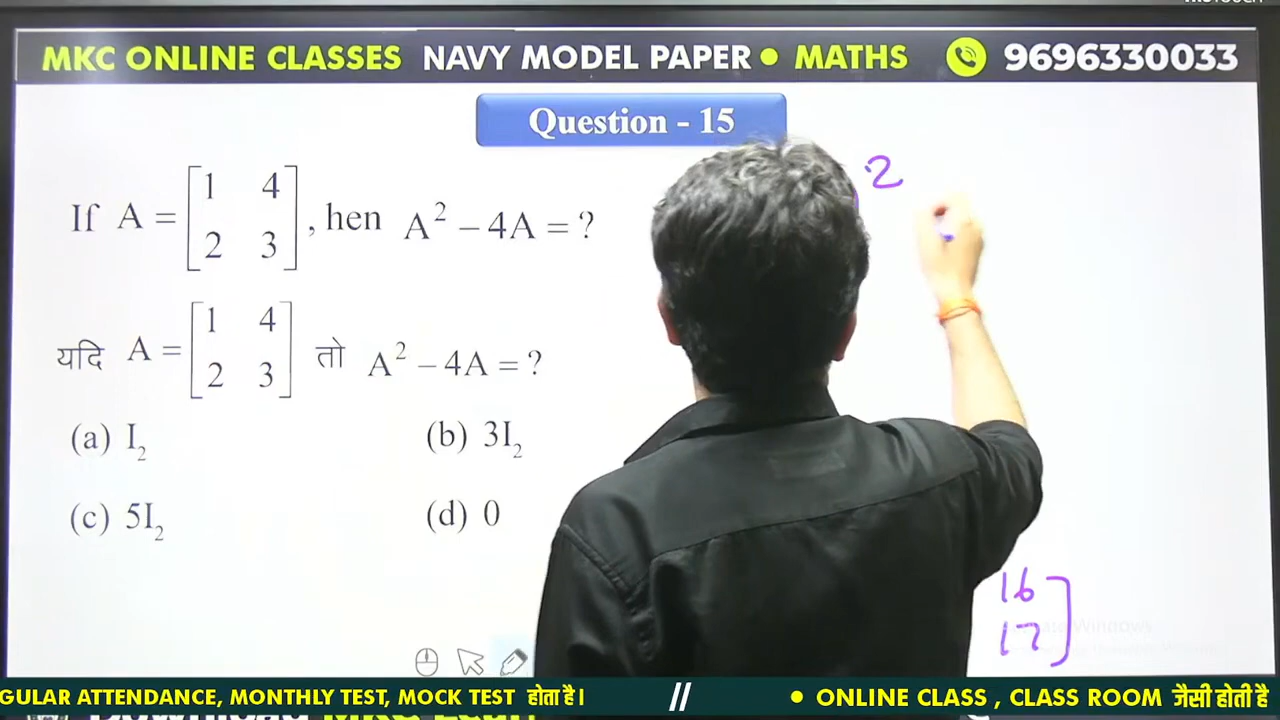 MKC ONLINE CLASSES NAVY MODEL PAPER • MATHS 9696330033
Question - 15
If A = [1 4
2 3], hen A² − 4A = ?
यदि A = [1 4
2 3] तो A² − 4A = ?
(a) I₂ (b) 3I₂
(c) 5I₂ (d) 0
2
16
17
GULAR ATTENDANCE, MONTHLY TEST, MOCK TEST होता है। // • ONLINE CLASS , CLASS ROOM जैसी होती है